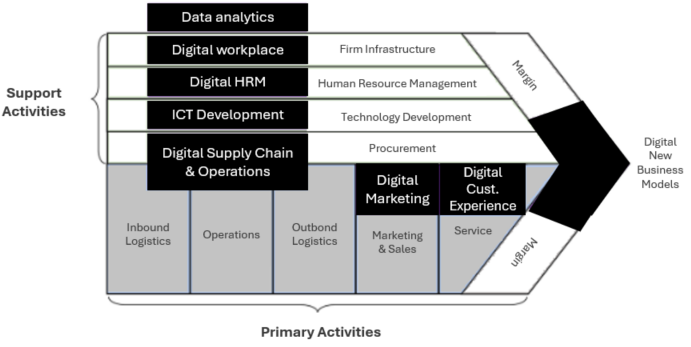 Data analytics
Digital workplace
Firm Infrastructure
Digital HRM
Human Resource Management
Support
Activities
ICT Development
Technology Development
Digital Supply Chain
& Operations
Procurement
Margin
Digital
New
Business
Models
Digital
Marketing
Digital
Cust.
Experience
Inbound
Logistics
Operations
Outbond
Logistics
Marketing
& Sales
Service
Margin
Primary Activities